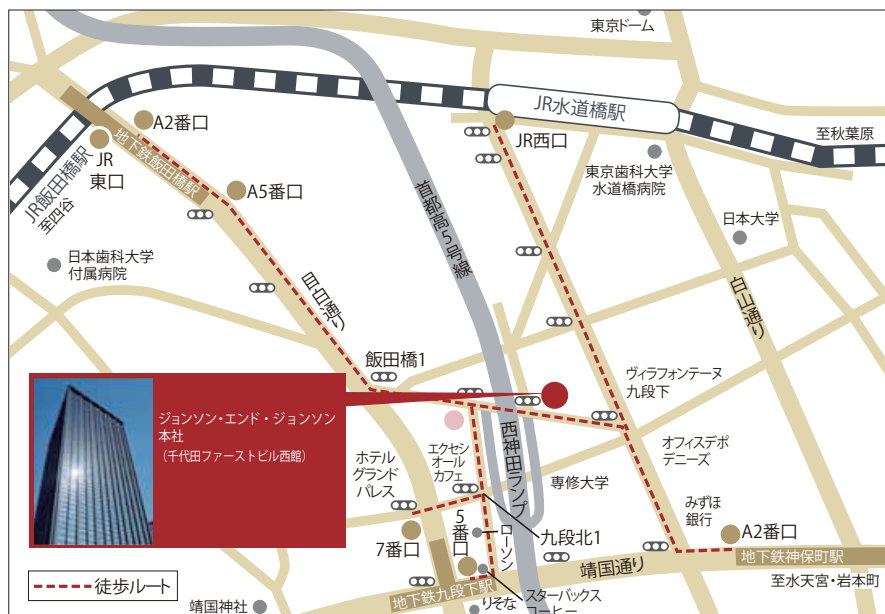 東京ドーム
JR水道橋駅
至秋葉原
A2番口
JR西口
JR
東口
地下鉄飯田橋駅
JR飯田橋駅
至四谷
A5番口
東京歯科大学
水道橋病院
首都高5号線
日本大学
日本歯科大学
付属病院
目白通り
白山通り
飯田橋1
ヴィラフォンテーヌ
九段下
ジョンソン・エンド・ジョンソン
本社
(千代田ファーストビル西館)
エクセシ
オール
カフェ
西神田ランプ
オフィスデポ
デニーズ
ホテル
グランド
パレス
専修大学
みずほ
銀行
7番口
5番口
ローソン
九段北1
A2番口
靖国通り
地下鉄神保町駅
至水天宮・岩本町
徒歩ルート
地下鉄九段下駅
スターバックス
コーヒー
靖国神社
りそな